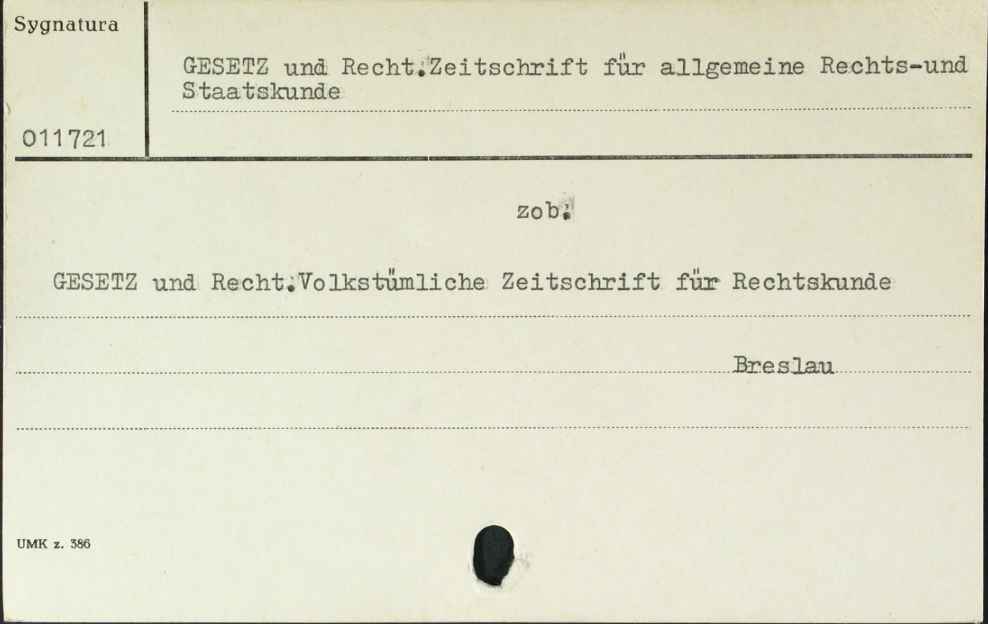 Sygnatura
GESETZ und Recht.Zeitschrift für allgemeine Rechts-und
Staatskunde
011721
zob:
GESETZ und Recht.Volkstümliche Zeitschrift für Rechtskunde
Breslau
UMK z. 386